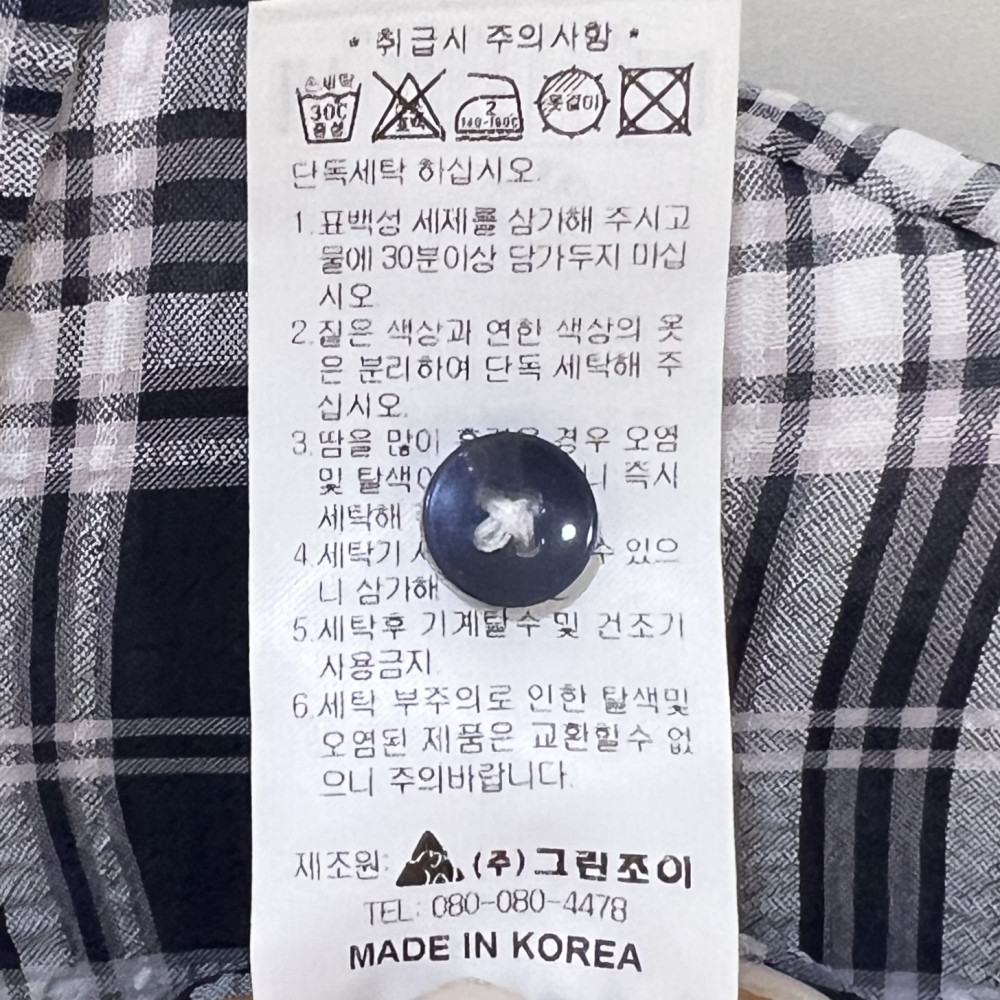 * 취급시 주의사항 *
손세탁
30C
중성
표백
2
140-160℃
옷걸이
단독세탁 하십시오.
1. 표백성 세제를 삼가해 주시고
물에 30분이상 담가두지 마십
시오
2. 짙은 색상과 연한 색상의 옷
은 분리하여 단독 세탁해 주
십시오.
3. 땀을 많이 경우 오염
및 탈색 즉시
세탁해
4. 세탁기 수 있으
니 삼가해
5. 세탁후 기계탈수 및 건조기
사용금지.
6. 세탁 부주의로 인한 탈색및
오염된 제품은 교환할수 없
으니 주의바랍니다.
제조원: (주)그린조이
TEL: 080-080-4478
MADE IN KOREA